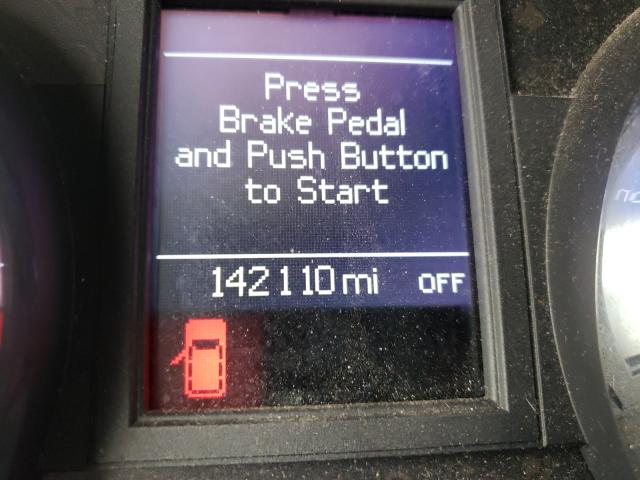 Press
Brake Pedal
and Push Button
to Start
142110 mi OFF